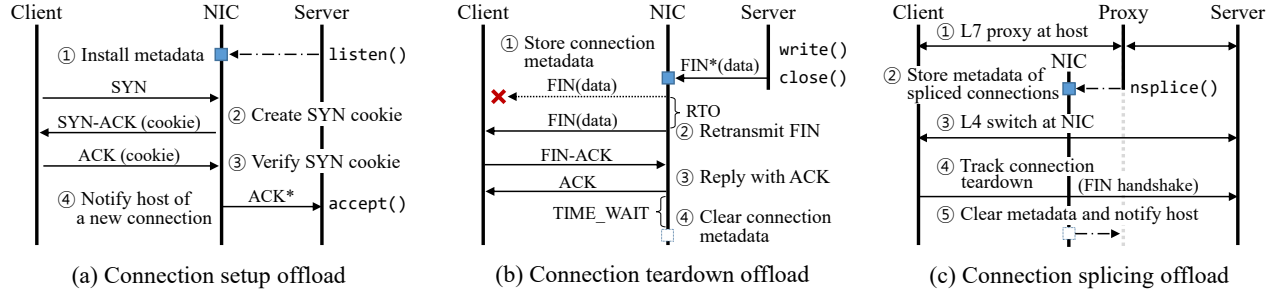 Client NIC Server
① Install metadata
listen()
SYN
② Create SYN cookie
SYN-ACK (cookie)
ACK (cookie)
③ Verify SYN cookie
④ Notify host of
a new connection
ACK*
accept()
(a) Connection setup offload
Client NIC Server
① Store connection
metadata
write()
FIN*(data)
close()
FIN(data)
RTO
FIN(data)
② Retransmit FIN
FIN-ACK
③ Reply with ACK
ACK
TIME_WAIT
④ Clear connection
metadata
(b) Connection teardown offload
Client Proxy Server
① L7 proxy at host
NIC
② Store metadata of
spliced connections
nsplice()
③ L4 switch at NIC
④ Track connection
teardown
(FIN handshake)
⑤ Clear metadata and notify host
(c) Connection splicing offload